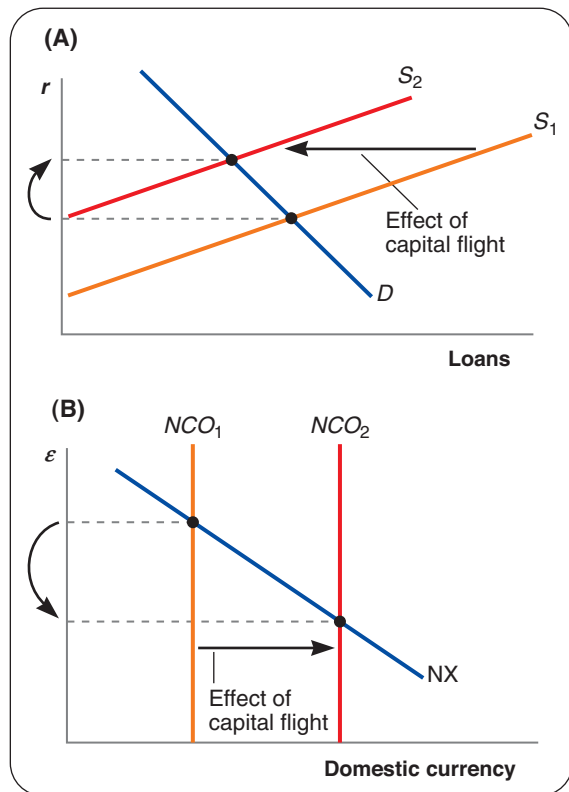 (A)
r
S2
S1
Effect of
capital flight
D
Loans
(B)
NCO1
NCO2
ε
NX
Effect of
capital flight
Domestic currency